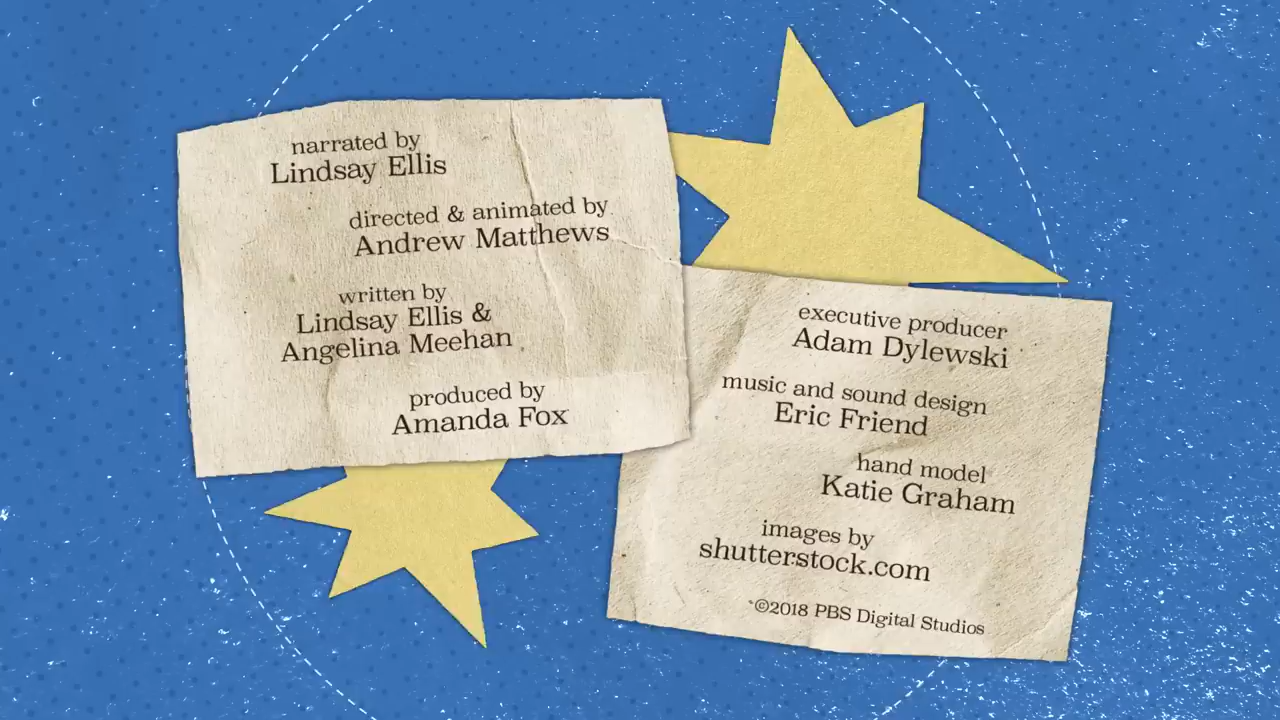 narrated by
Lindsay Ellis
directed & animated by
Andrew Matthews
written by
Lindsay Ellis &
Angelina Meehan
produced by
Amanda Fox
executive producer
Adam Dylewski
music and sound design
Eric Friend
hand model
Katie Graham
images by
shutterstock.com
©2018 PBS Digital Studios